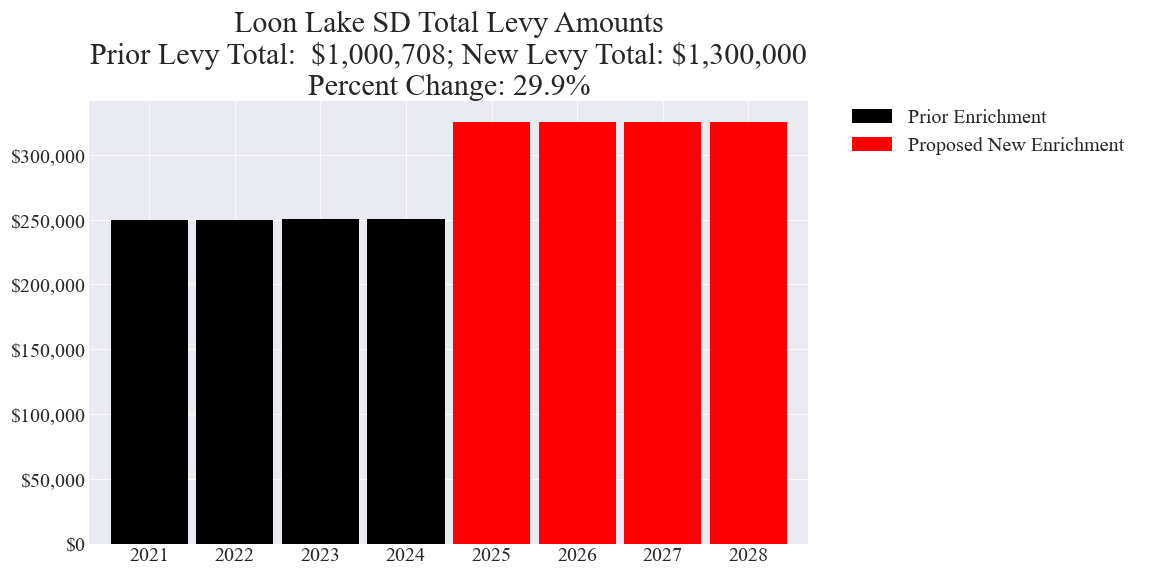 Loon Lake SD Total Levy Amounts
Prior Levy Total:  $1,000,708; New Levy Total: $1,300,000
Percent Change: 29.9%
Prior Enrichment
Proposed New Enrichment
$300,000
$250,000
$200,000
$150,000
$100,000
$50,000
$0
2021 2022 2023 2024 2025 2026 2027 2028